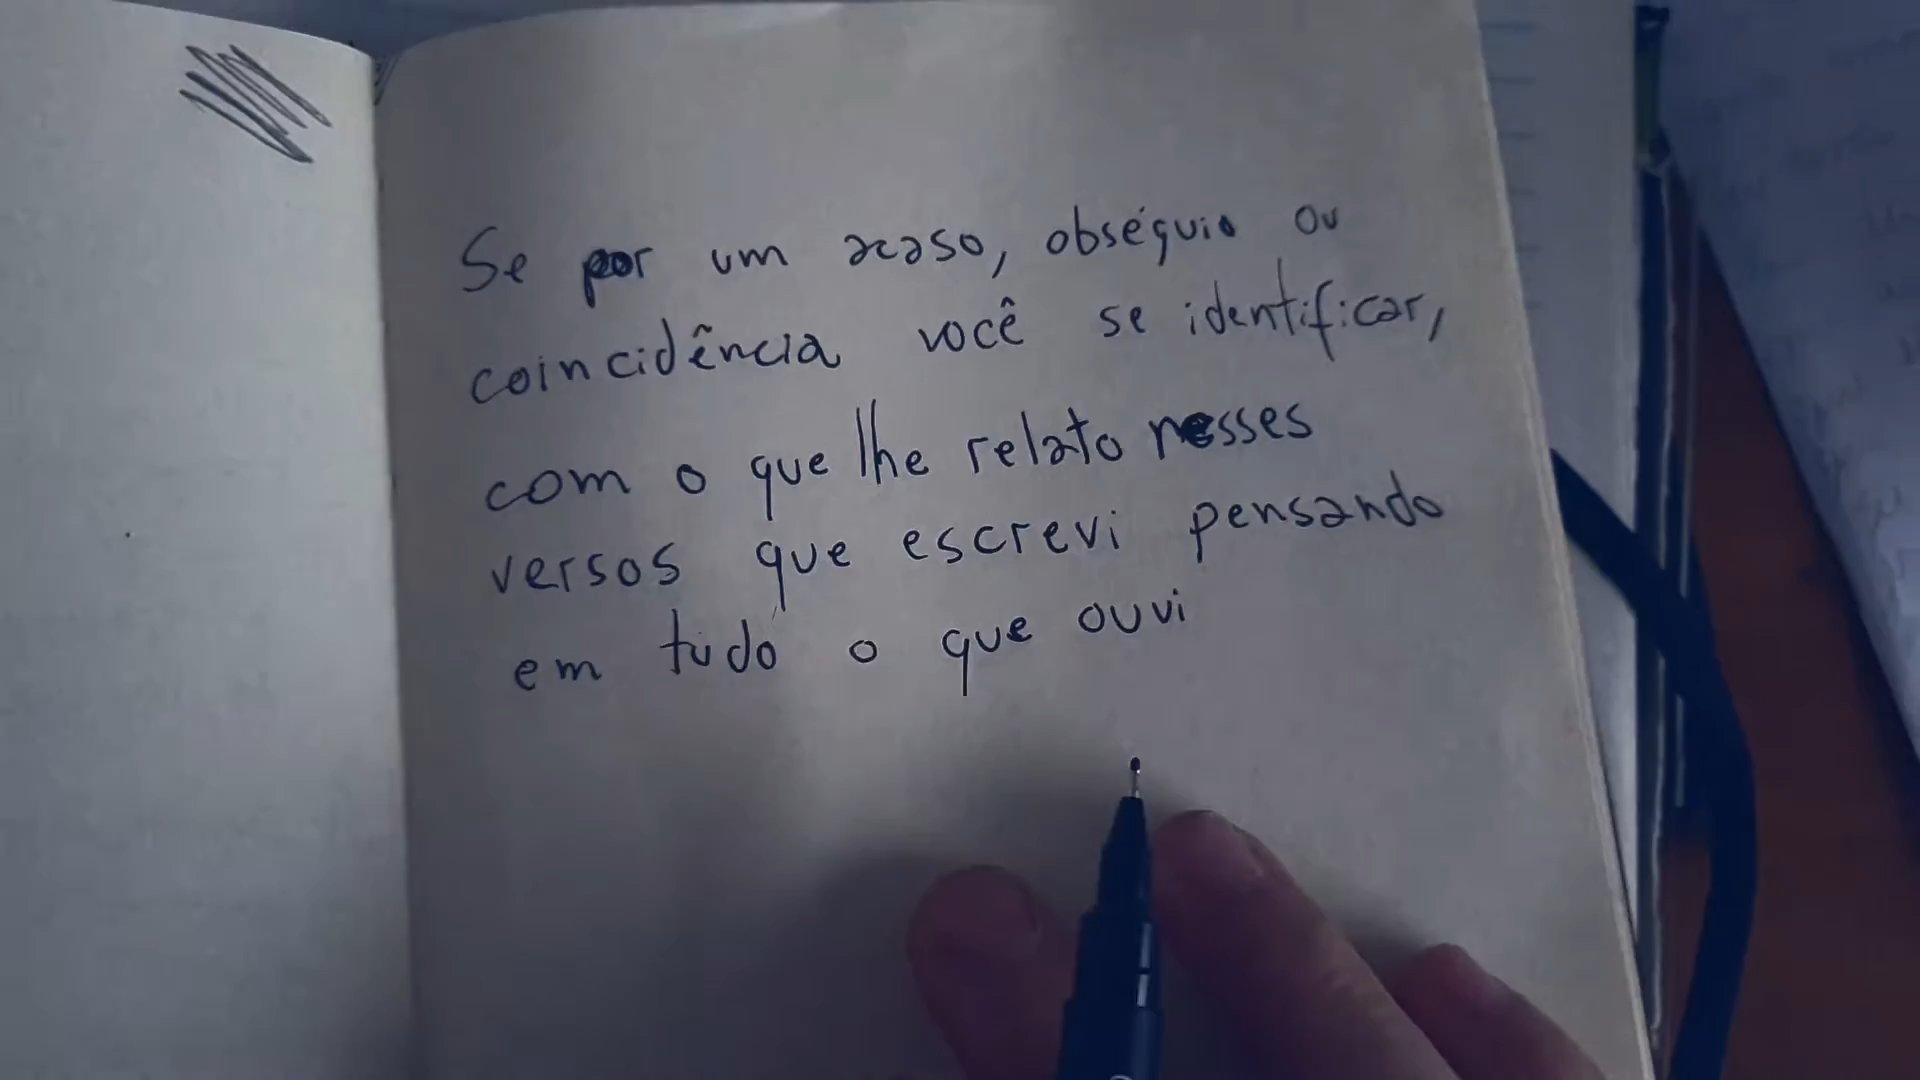 Se por um acaso, obséquio ou
coincidência você se identificar,
com o que lhe relato nesses
versos que escrevi pensando
em tudo o que ouvi